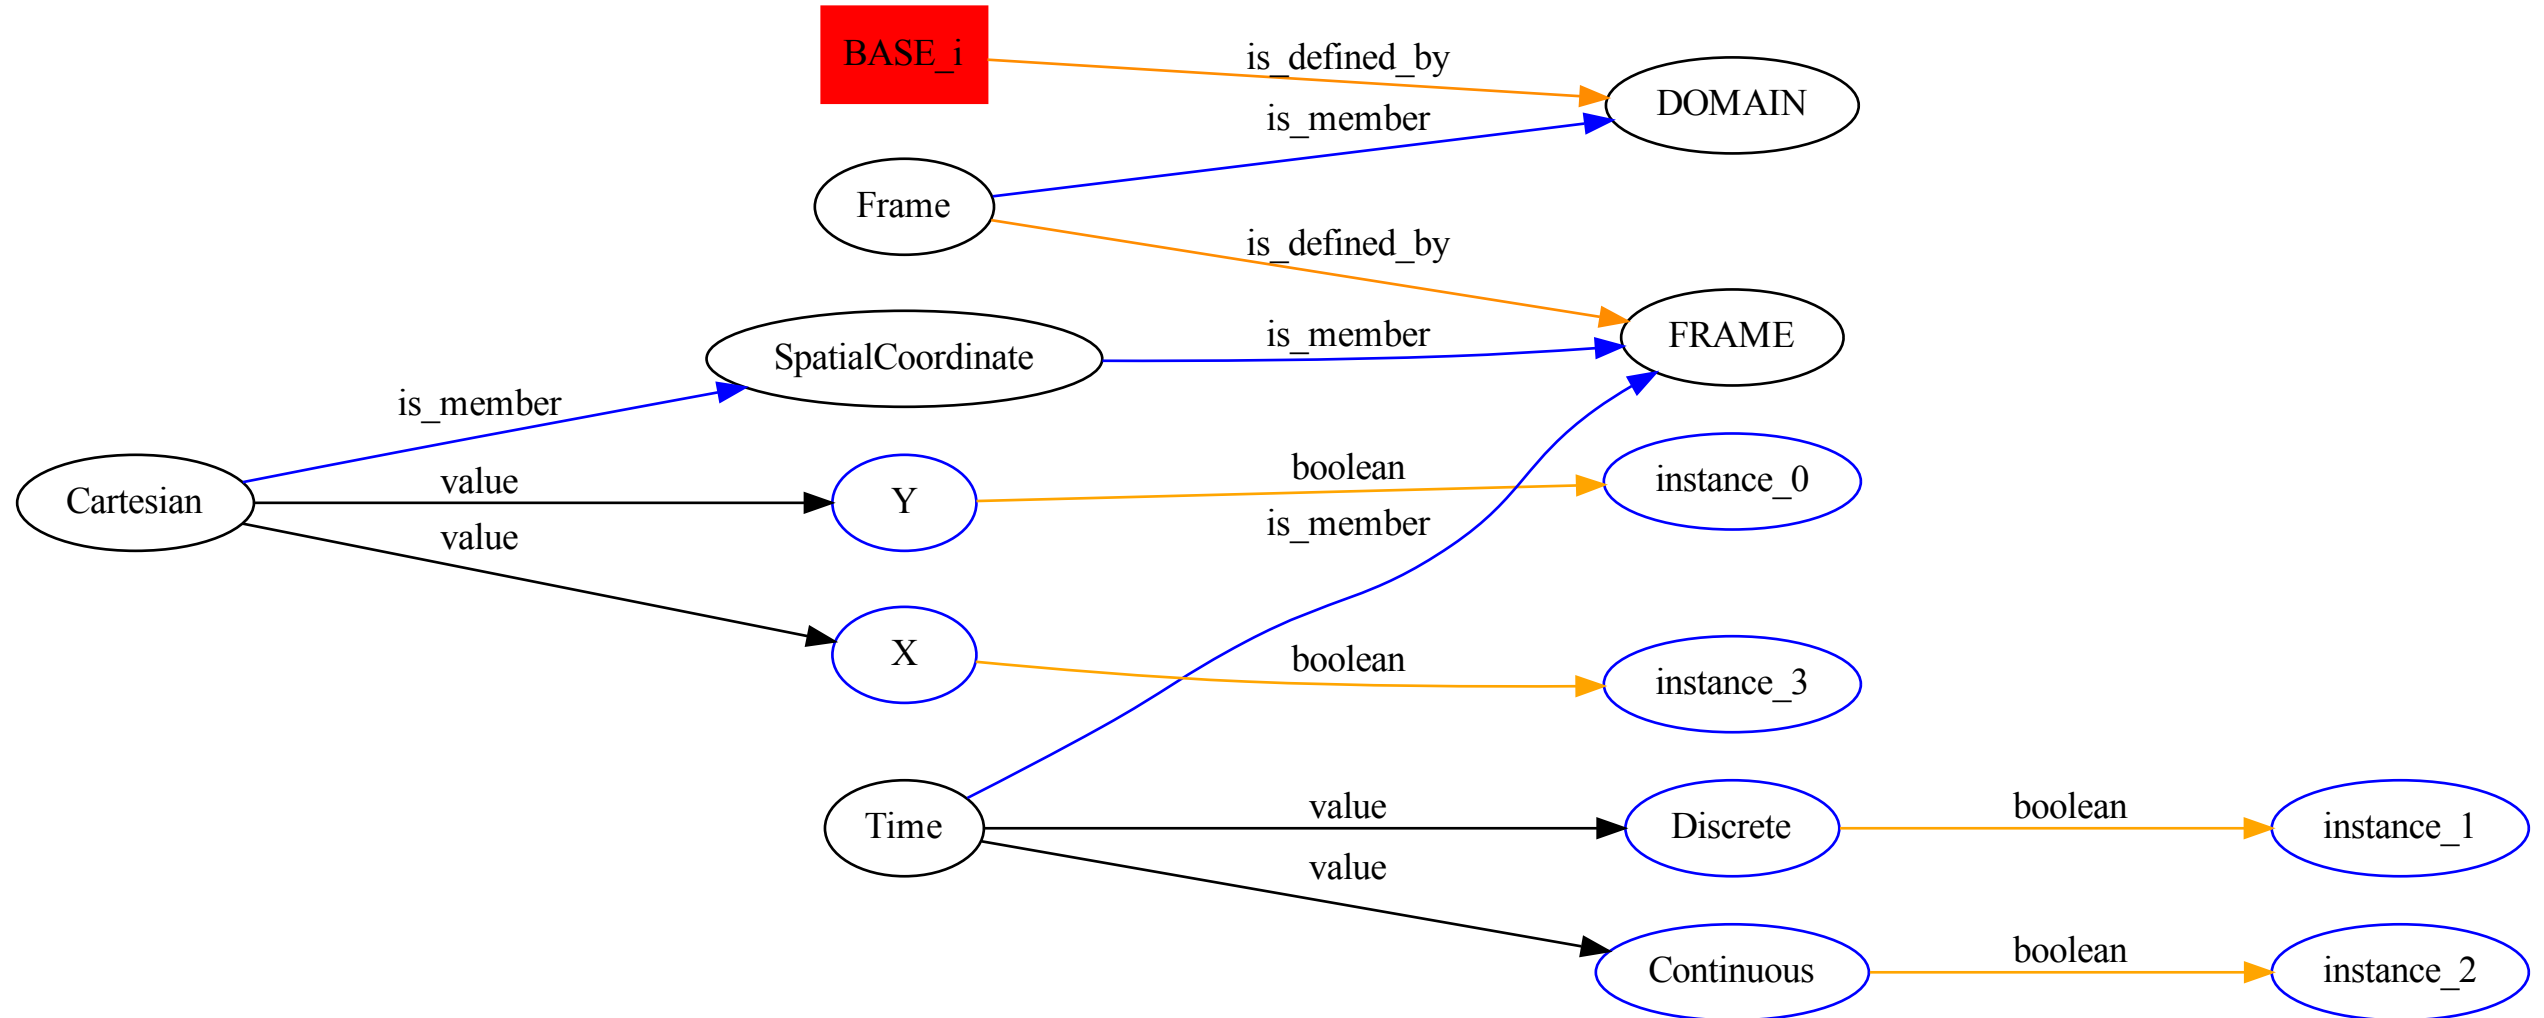 BASE_i
is_defined_by
DOMAIN
is_member
Frame
is_defined_by
FRAME
is_member
SpatialCoordinate
is_member
Cartesian
value
Y
boolean
instance_0
value
is_member
X
boolean
instance_3
Time
value
Discrete
boolean
instance_1
value
Continuous
boolean
instance_2